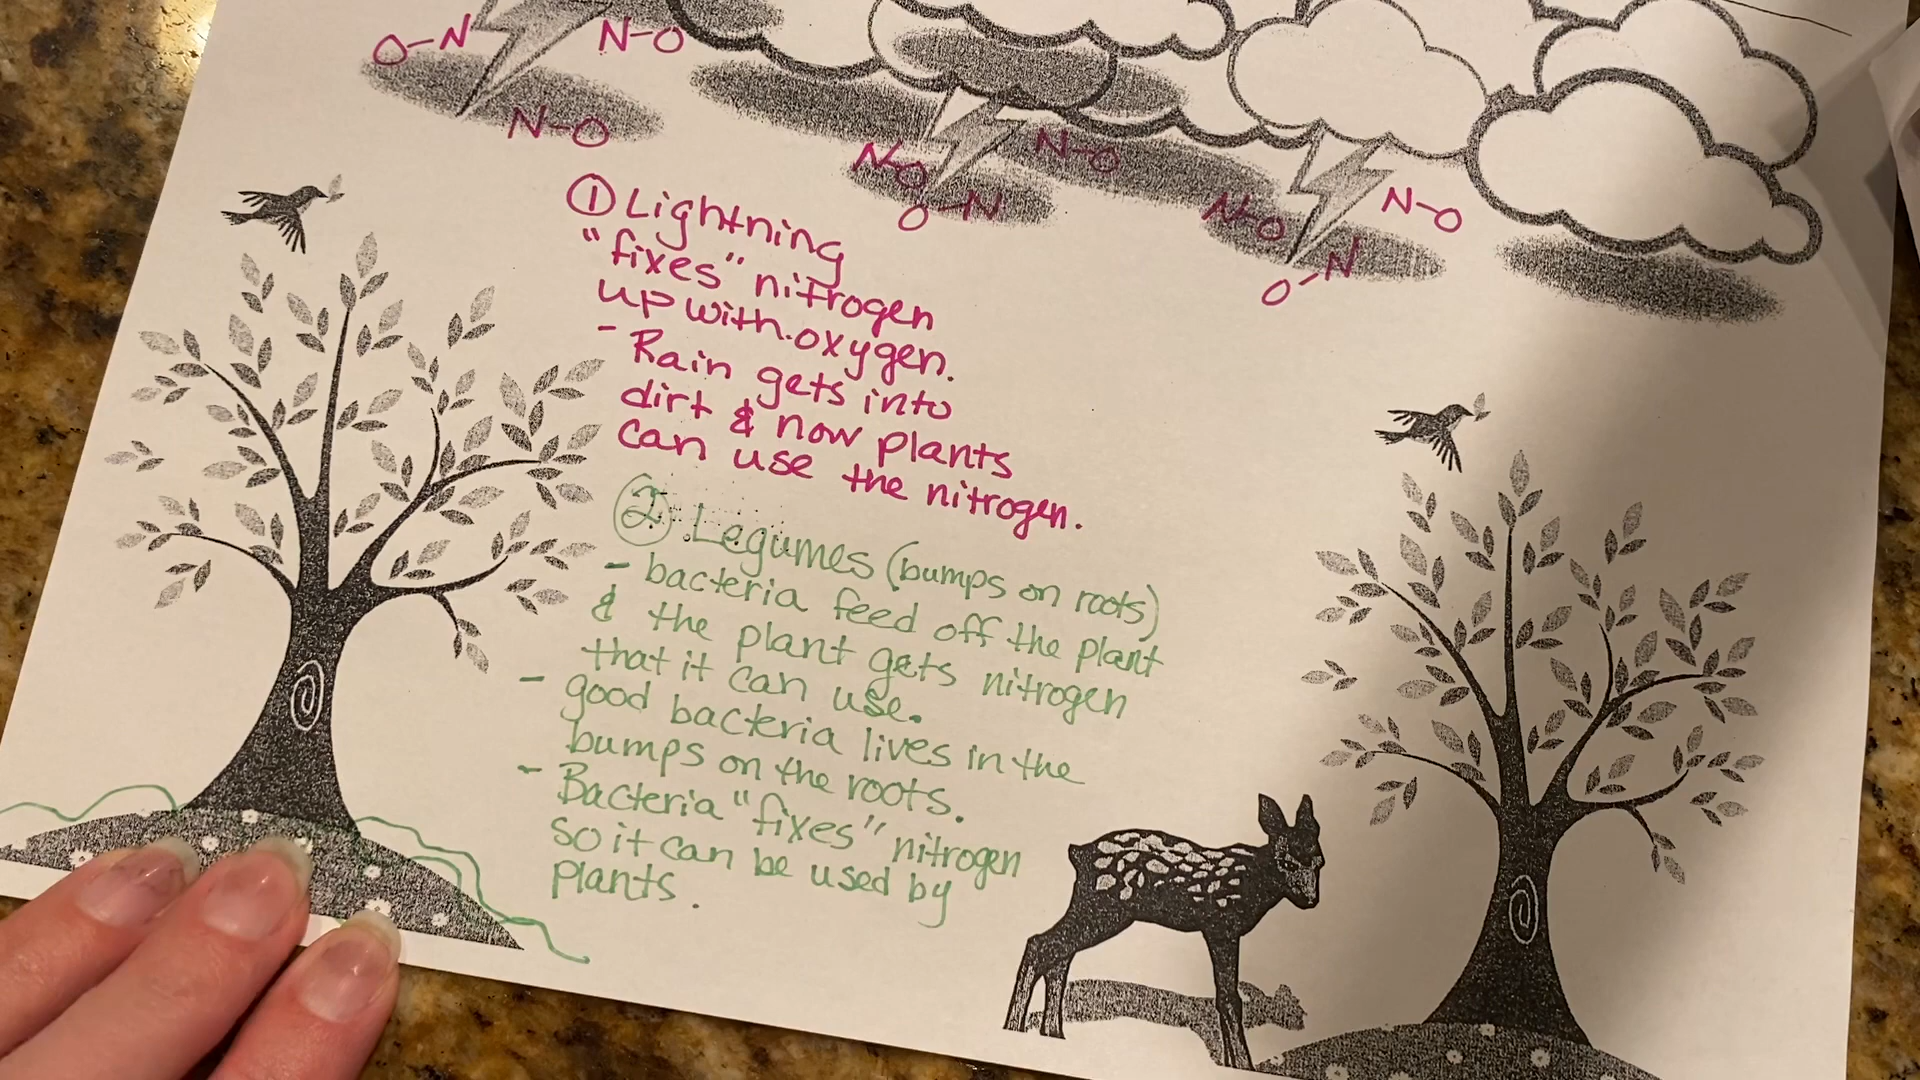 O-N
N-O
N-O
N-O
N-O
O-N
N-O
N-O
O-N
① Lightning
"fixes" nitrogen
up with oxygen.
- Rain gets into
dirt & now plants
can use the nitrogen.
② Legumes (bumps on roots)
- bacteria feed off the plant
& the plant gets nitrogen
that it can use.
- good bacteria lives in the
bumps on the roots.
- Bacteria "fixes" nitrogen
so it can be used by
plants.